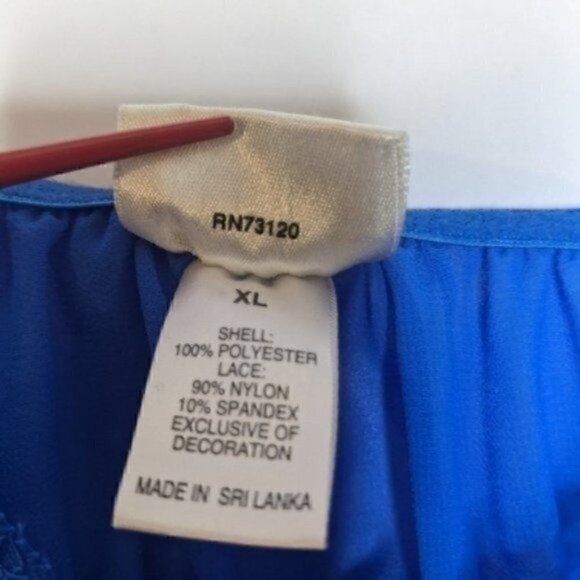 RN73120
XL
SHELL:
100% POLYESTER
LACE:
90% NYLON
10% SPANDEX
EXCLUSIVE OF
DECORATION
MADE IN SRI LANKA